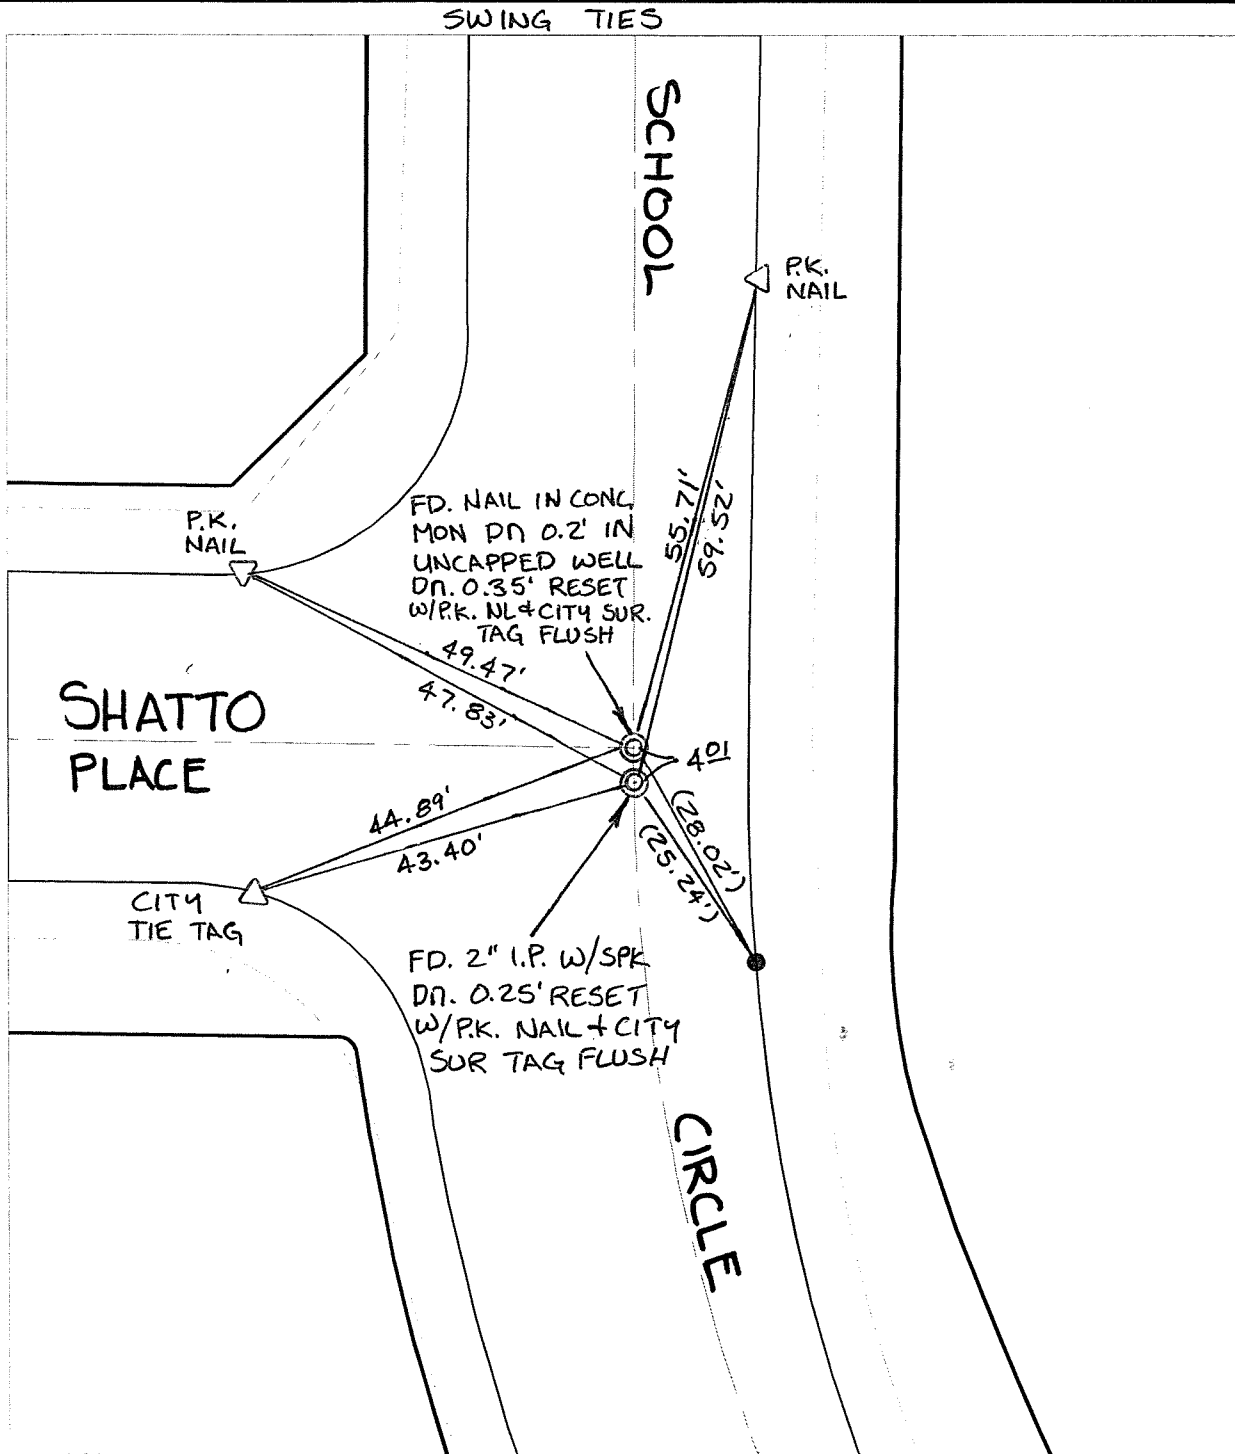 SWING TIES
SCHOOL
P.K.
NAIL
55.71'
59.52'
FD. NAIL IN CONC
MON DN 0.2' IN
UNCAPPED WELL
DN. 0.35' RESET
W/P.K. NL & CITY SUR.
TAG FLUSH
P.K.
NAIL
49.47'
47.83'
SHATTO
PLACE
4.01
44.89'
43.40'
(28.02')
(25.24')
CITY
TIE TAG
FD. 2" I.P. W/SPK
DN. 0.25' RESET
W/P.K. NAIL & CITY
SUR TAG FLUSH
CIRCLE